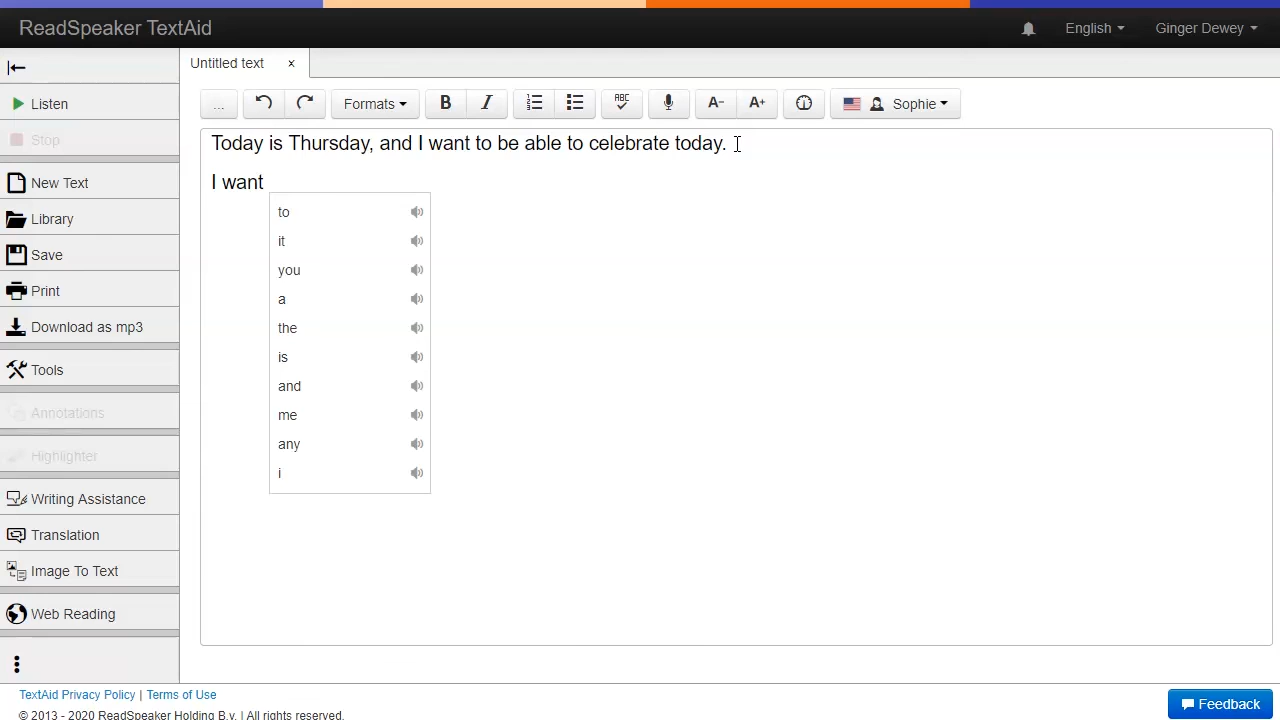 ReadSpeaker TextAid
English
Ginger Dewey
Untitled text x
Listen
... Formats B I ABC A- A+ Sophie
Stop
Today is Thursday, and I want to be able to celebrate today.
New Text
I want
Library
to
it
Save
you
Print
a
Download as mp3
the
is
Tools
and
Annotations
me
any
Highlighter
i
Writing Assistance
Translation
Image To Text
Web Reading
TextAid Privacy Policy | Terms of Use
© 2013 - 2020 ReadSpeaker Holding B.v. | All rights reserved.
Feedback